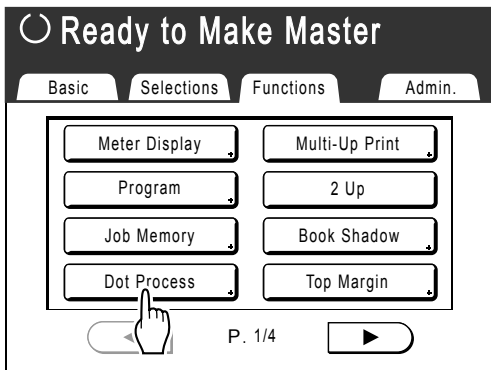 Ready to Make Master
Basic Selections Functions Admin.
Meter Display Multi-Up Print
Program 2 Up
Job Memory Book Shadow
Dot Process Top Margin
P. 1/4